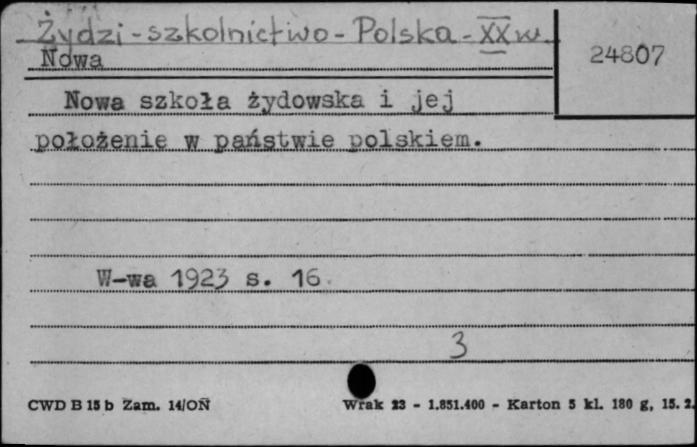 Żydzi - szkolnictwo - Polska - XX w.
24807
Nowa
Nowa szkoła żydowska i jej
położenie w państwie polskiem.
W-wa 1923 s. 16
3
CWD B 15 b Zam. 14/OŃ
Wrak 23 - 1.851.400 - Karton 5 kl. 180 g, 15. 2.